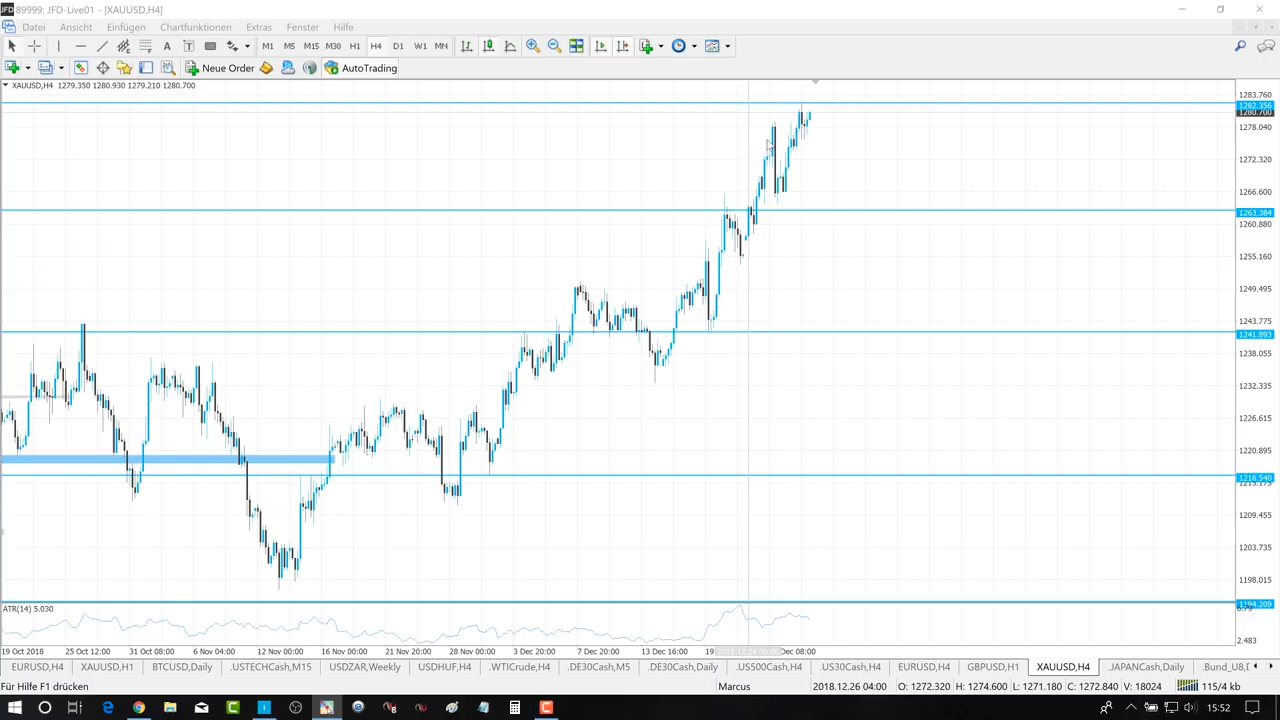 89999: JFD-Live01 - [XAUUSD,H4]
Datei Ansicht Einfügen Chartfunktionen Extras Fenster Hilfe
A T M1 M5 M15 M30 H1 H4 D1 W1 MN
Neue Order AutoTrading
XAUUSD,H4 1279.350 1280.930 1279.210 1280.700
1283.760
1282.356
1280.700
1278.040
1272.320
1266.600
1263.384
1260.880
1255.160
1249.495
1243.775
1241.893
1238.055
1232.335
1226.615
1220.895
1216.540
1215.175
1209.455
1203.735
1198.015
1194.209
ATR(14) 5.030
2.483
19 Oct 2018 25 Oct 12:00 31 Oct 08:00 6 Nov 04:00 12 Nov 00:00 16 Nov 00:00 21 Nov 20:00 28 Nov 00:00 3 Dec 20:00 7 Dec 20:00 13 Dec 16:00 19 2018.12.24 00:00 Dec 08:00
EURUSD,H4 XAUUSD,H1 BTCUSD,Daily .USTECHCash,M15 USDZAR,Weekly USDHUF,H4 .WTICrude,H4 .DE30Cash,M5 .DE30Cash,Daily .US500Cash,H4 .US30Cash,H4 EURUSD,H4 GBPUSD,H1 XAUUSD,H4 .JAPANCash,Daily .Bund_U8,D
Für Hilfe F1 drücken Marcus 2018.12.26 04:00 O: 1272.320 H: 1274.600 L: 1271.180 C: 1272.840 V: 18024 115/4 kb
15:52